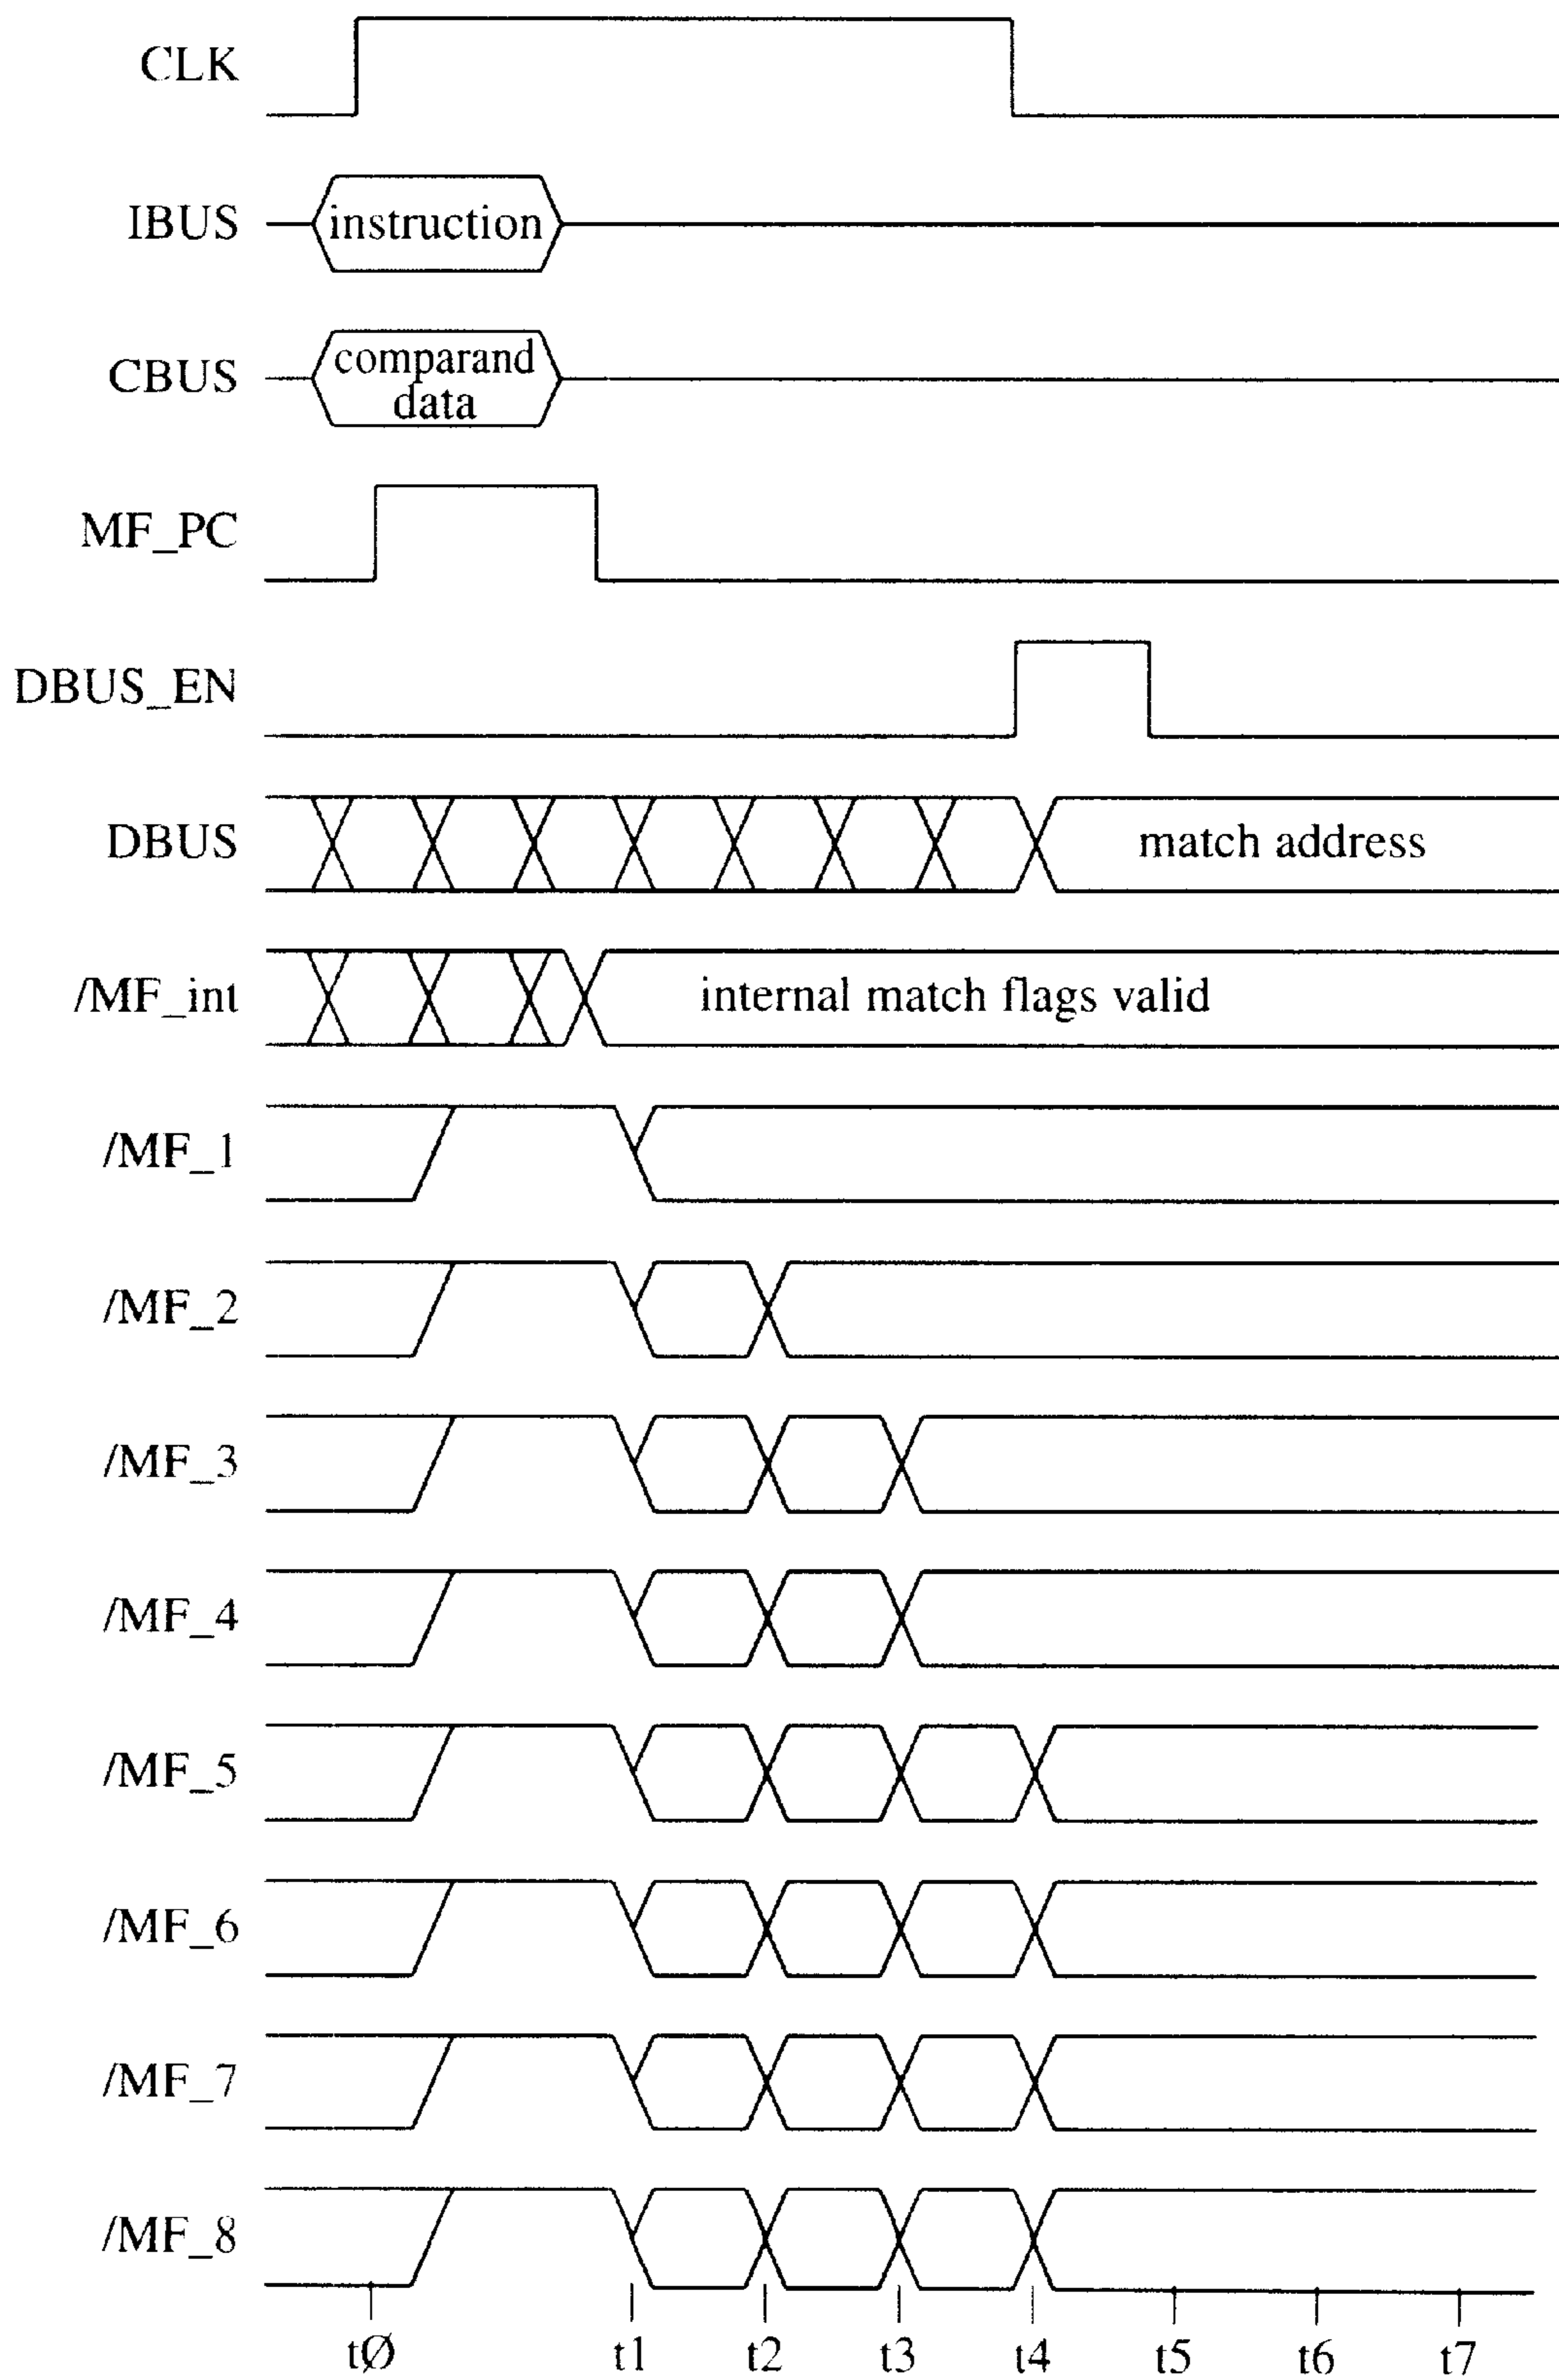 CLK
IBUS
instruction
CBUS
comparand
data
MF_PC
DBUS_EN
DBUS
match address
/MF_int
internal match flags valid
/MF_1
/MF_2
/MF_3
/MF_4
/MF_5
/MF_6
/MF_7
/MF_8
tØ t1 t2 t3 t4 t5 t6 t7